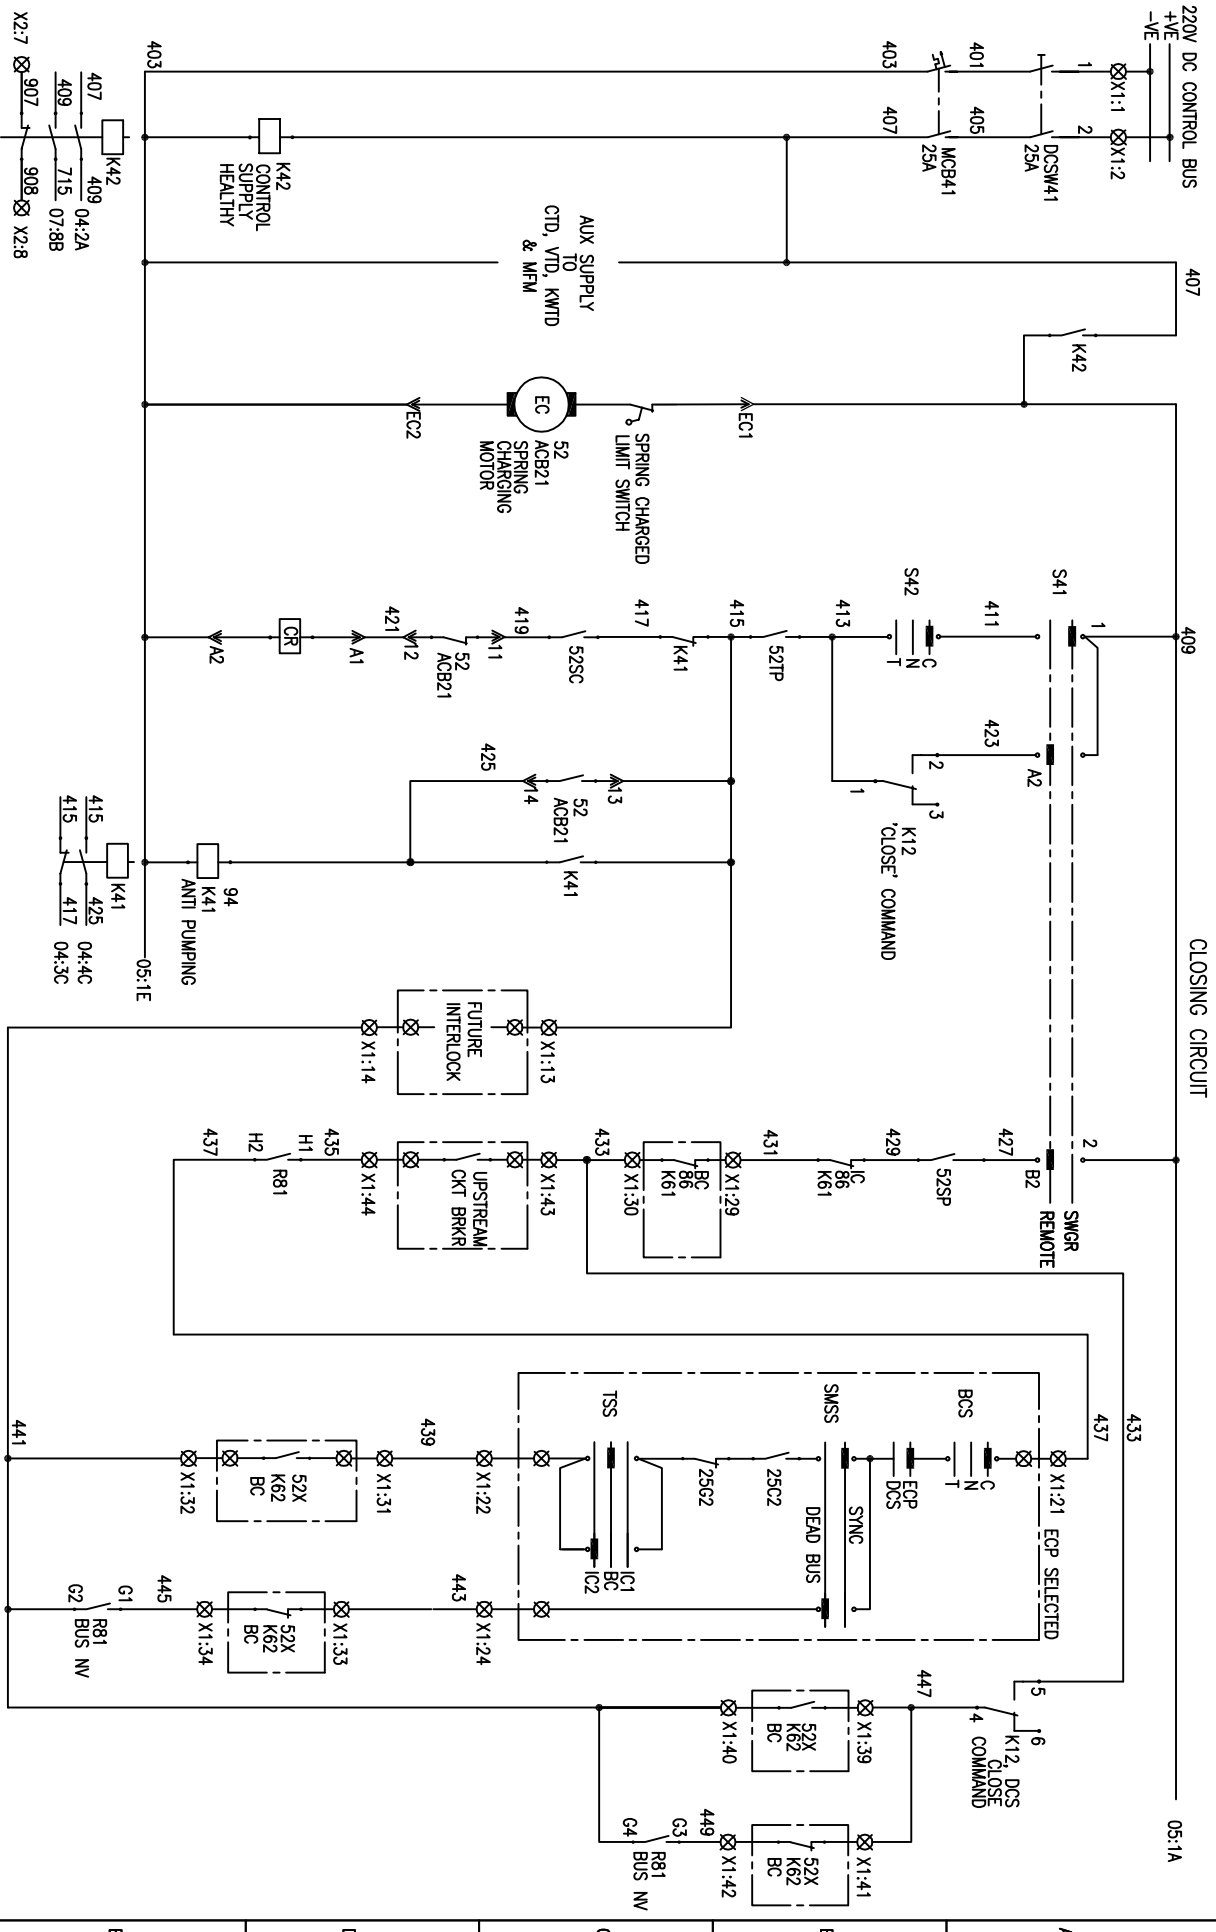 CLOSING CIRCUIT
220V DC CONTROL BUS
+VE
-VE
1
2
X1:1
X1:2
DCSW41
25A
401
405
MCB41
25A
403
407
403
K42
CONTROL
SUPPLY
HEALTHY
K42
407
409
04:2A
409
715
07:8B
X2:7
907
908
X2:8
AUX SUPPLY
TO
CTD, VTD, KWTD
& MFM
407
K42
EC1
SPRING CHARGED
LIMIT SWITCH
EC
52
ACB21
SPRING
CHARGING
MOTOR
EC2
409
S41
1
A2
2
B2
SWGR
REMOTE
411
423
S42
C
N
T
413
2
3
1
K12
'CLOSE' COMMAND
52TP
415
K41
417
52SC
419
11
52
ACB21
12
421
A1
CR
A2
13
52
ACB21
14
425
K41
94
K41
ANTI PUMPING
05:1E
K41
415
425
04:4C
415
417
04:3C
X1:13
FUTURE
INTERLOCK
X1:14
427
52SP
429
IC
86
K61
431
X1:29
BC
86
K61
X1:30
433
X1:43
UPSTREAM
CKT BRKR
X1:44
435
H1
R81
H2
437
433
437
X1:21
ECP SELECTED
BCS
C
N
T
ECP
DCS
SMSS
SYNC
DEAD BUS
25C2
25G2
TSS
IC1
BC
IC2
X1:22
439
X1:31
52X
K62
BC
X1:32
441
X1:24
443
X1:33
52X
K62
BC
X1:34
445
G1
R81
BUS NV
G2
5
6
4
K12, DCS
CLOSE
COMMAND
447
X1:39
52X
K62
BC
X1:40
X1:41
52X
K62
BC
X1:42
449
G3
R81
BUS NV
G4
05:1A